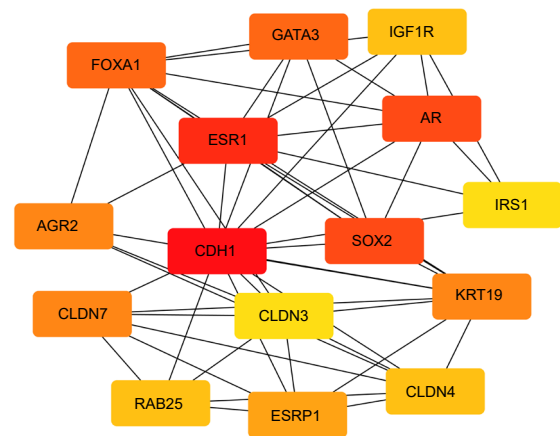 IGF1R
GATA3
FOXA1
AR
ESR1
IRS1
AGR2
SOX2
CDH1
KRT19
CLDN7
CLDN3
CLDN4
RAB25
ESRP1